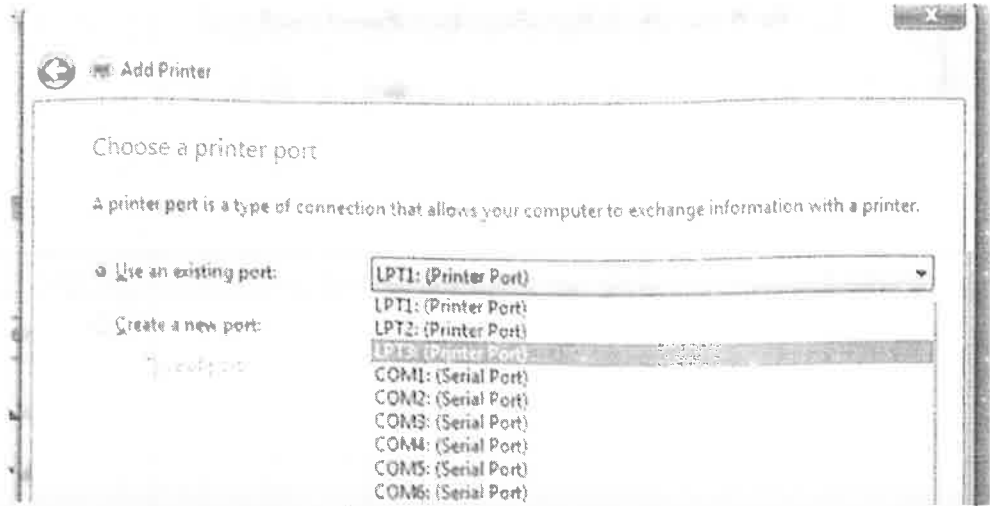 Add Printer
Choose a printer port
A printer port is a type of connection that allows your computer to exchange information with a printer.
Use an existing port:
LPT1: (Printer Port)
LPT1: (Printer Port)
LPT2: (Printer Port)
LPT3: (Printer Port)
Create a new port:
COM1: (Serial Port)
COM2: (Serial Port)
COM3: (Serial Port)
COM4: (Serial Port)
COM5: (Serial Port)
COM6: (Serial Port)